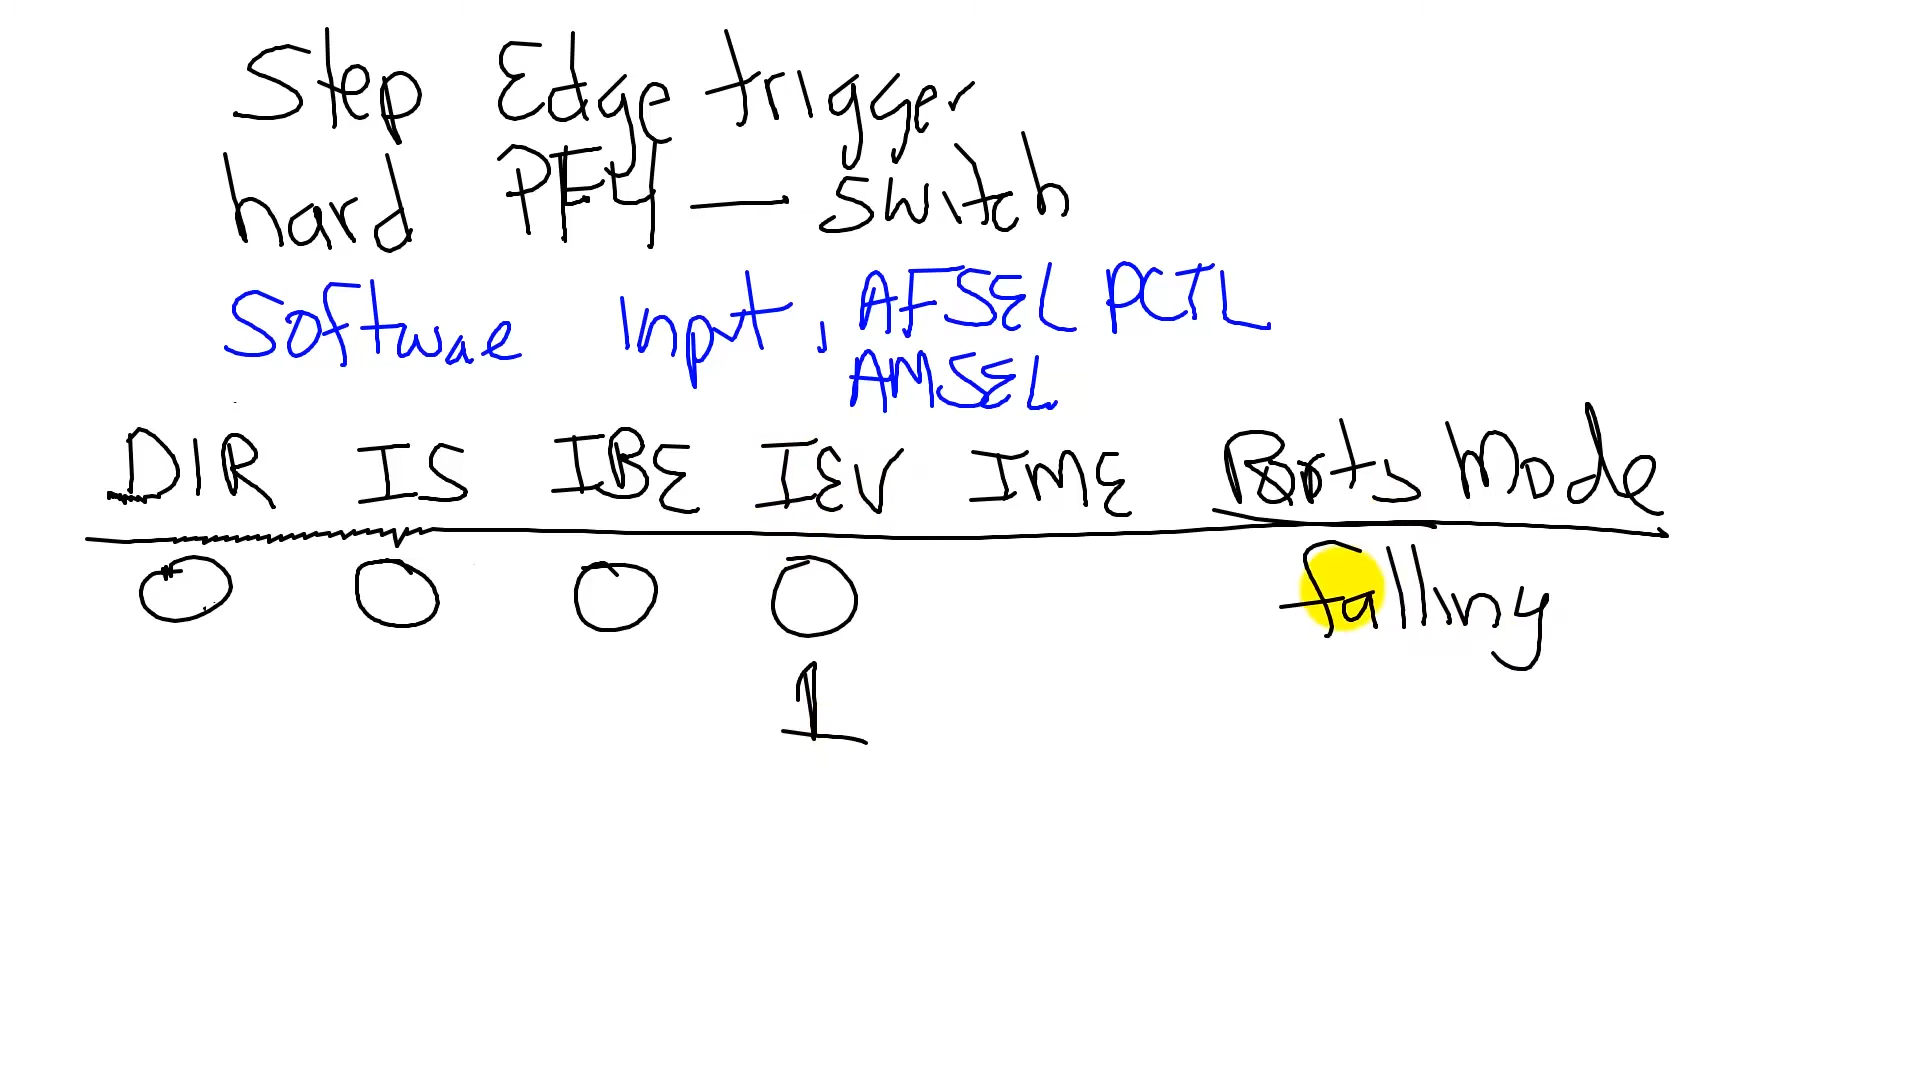 Step Edge trigger
hard PF4 — switch
Softwae Input, AFSEL PCTL
AMSEL
DIR IS IBE IEV IME Ports Mode
0 0 0 0 falling
1